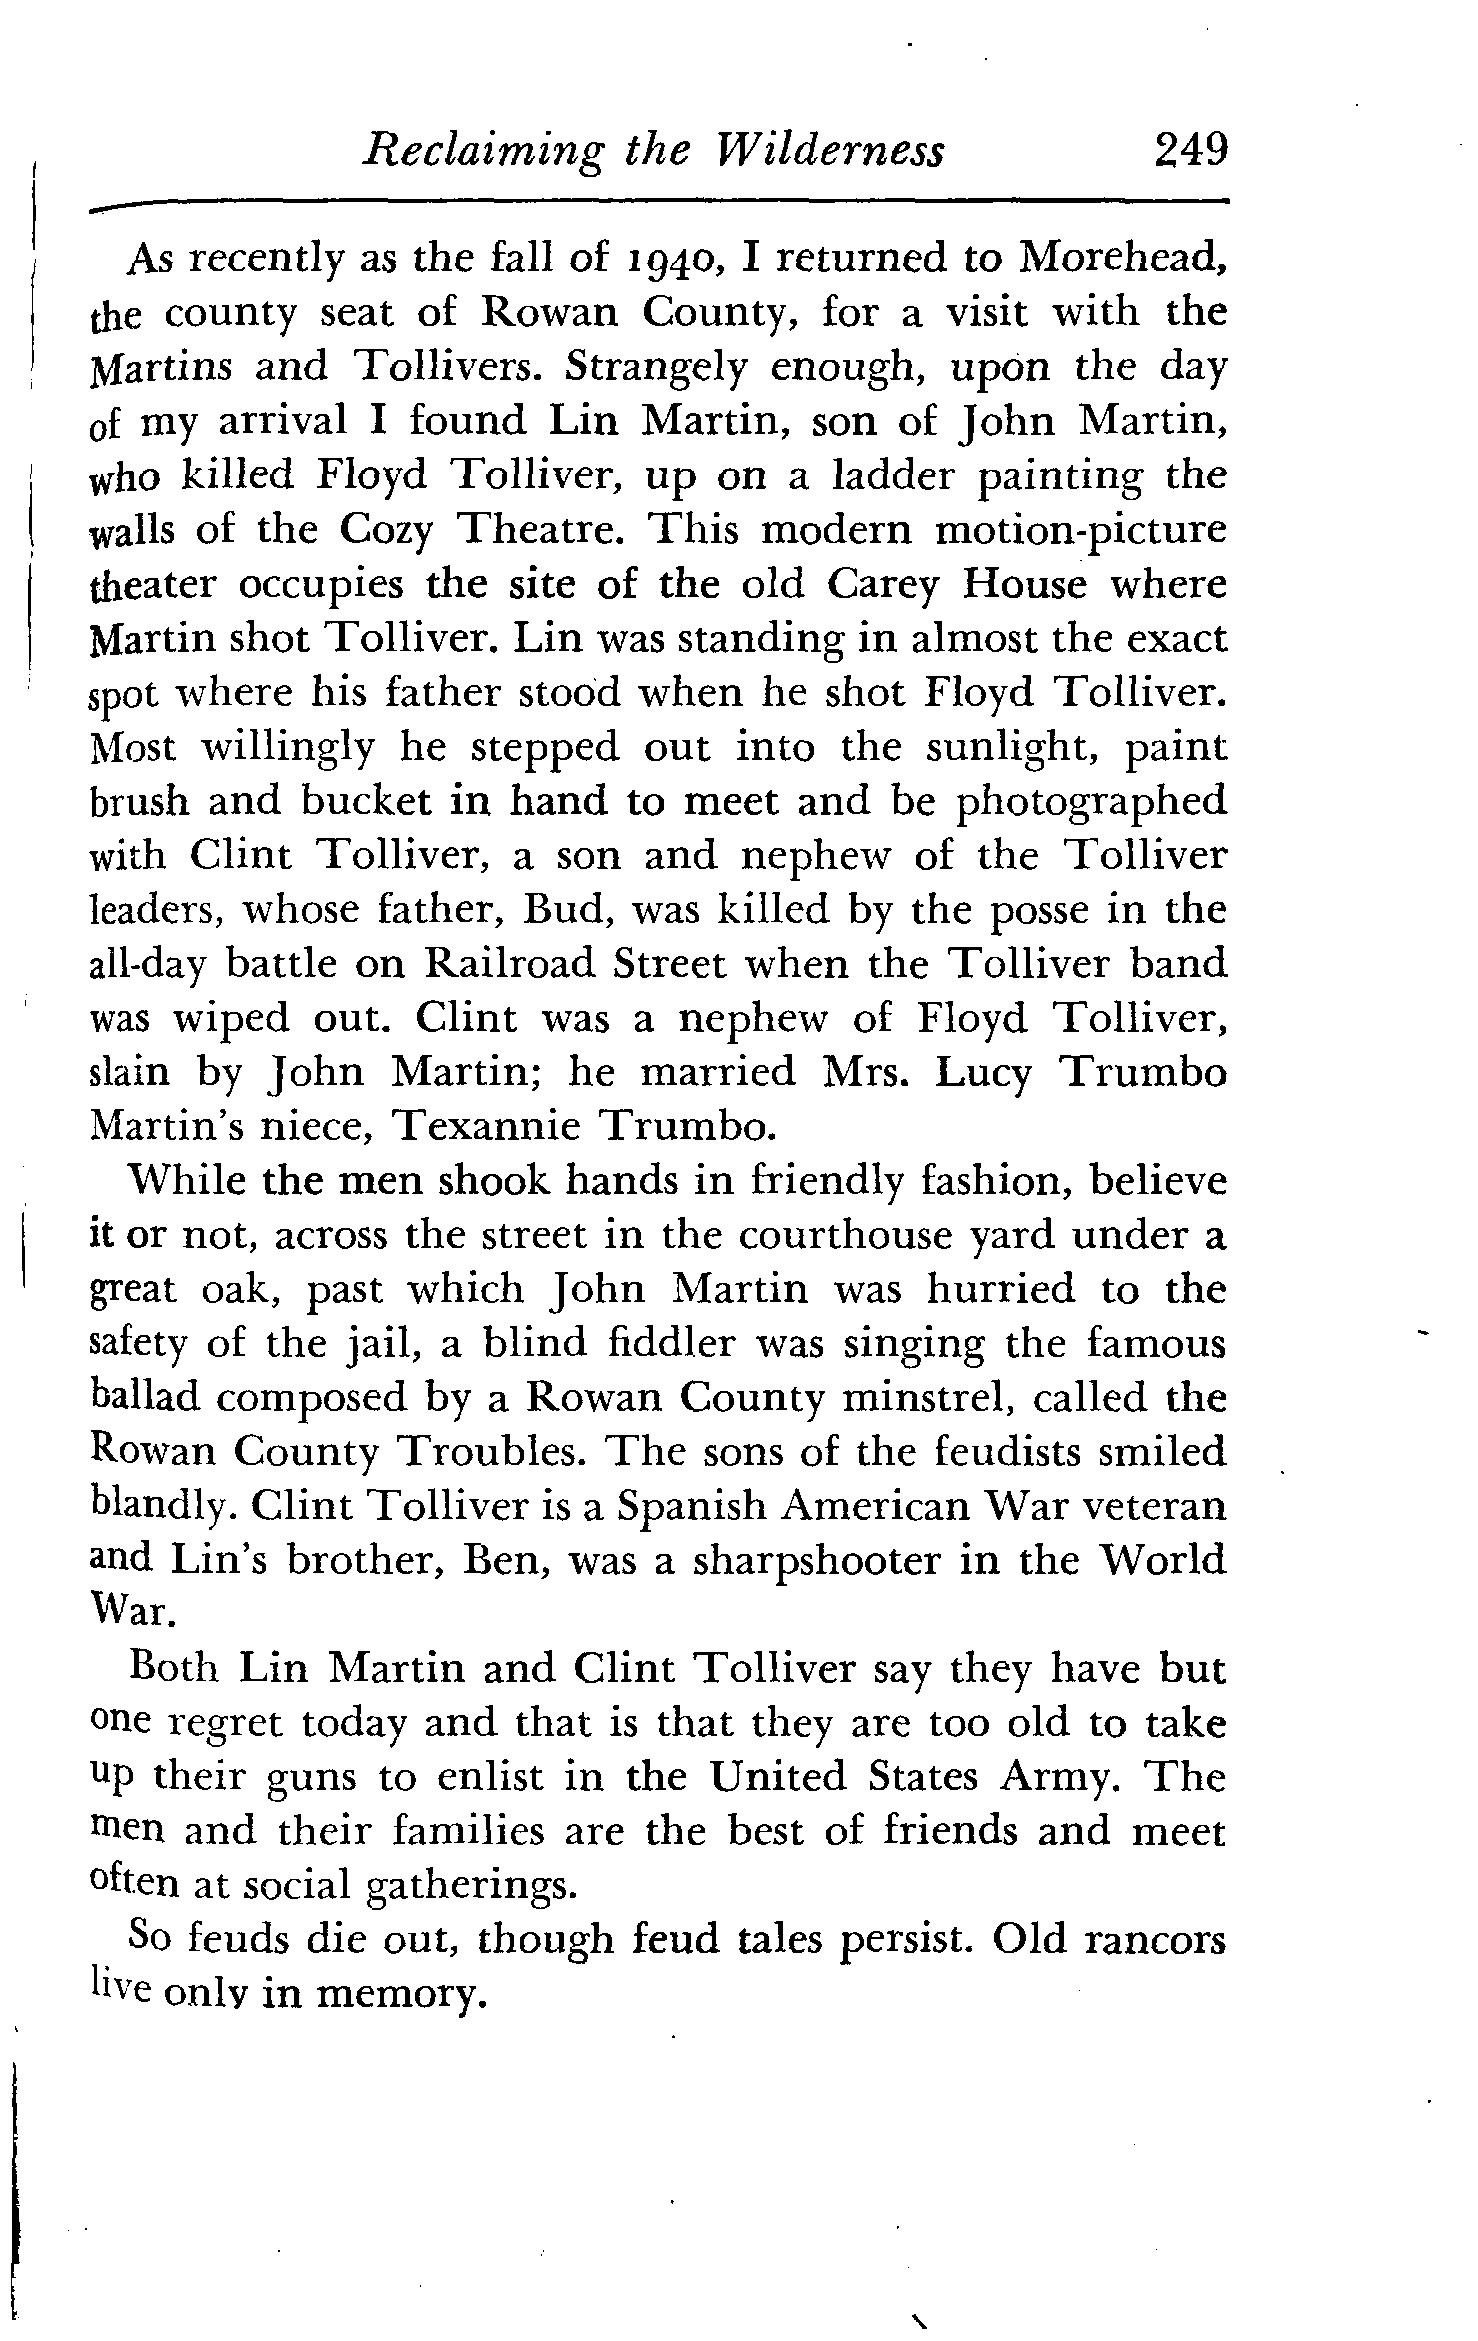 Reclaiming the Wilderness 249
As recently as the fall of 1940, I returned to Morehead,
the county seat of Rowan County, for a visit with the
Martins and Tollivers. Strangely enough, upon the day
of my arrival I found Lin Martin, son of John Martin,
who killed Floyd Tolliver, up on a ladder painting the
walls of the Cozy Theatre. This modern motion-picture
theater occupies the site of the old Carey House where
Martin shot Tolliver. Lin was standing in almost the exact
spot where his father stood when he shot Floyd Tolliver.
Most willingly he stepped out into the sunlight, paint
brush and bucket in hand to meet and be photographed
with Clint Tolliver, a son and nephew of the Tolliver
leaders, whose father, Bud, was killed by the posse in the
all-day battle on Railroad Street when the Tolliver band
was wiped out. Clint was a nephew of Floyd Tolliver,
slain by John Martin; he married Mrs. Lucy Trumbo
Martin's niece, Texannie Trumbo.
While the men shook hands in friendly fashion, believe
it or not, across the street in the courthouse yard under a
great oak, past which John Martin was hurried to the
safety of the jail, a blind fiddler was singing the famous
ballad composed by a Rowan County minstrel, called the
Rowan County Troubles. The sons of the feudists smiled
blandly. Clint Tolliver is a Spanish American War veteran
and Lin's brother, Ben, was a sharpshooter in the World
War.
Both Lin Martin and Clint Tolliver say they have but
one regret today and that is that they are too old to take
up their guns to enlist in the United States Army. The
men and their families are the best of friends and meet
often at social gatherings.
So feuds die out, though feud tales persist. Old rancors
live only in memory.